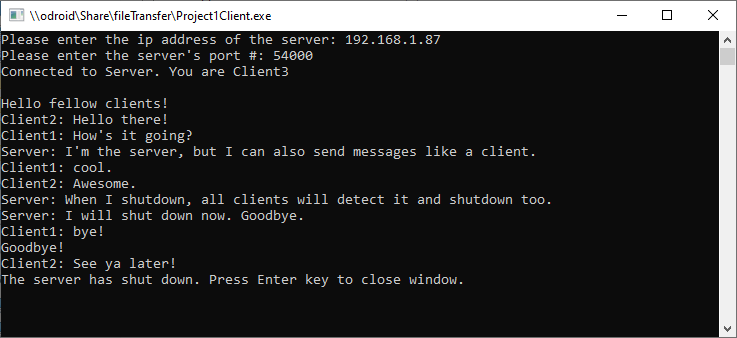 \\odroid\Share\fileTransfer\Project1Client.exe
Please enter the ip address of the server: 192.168.1.87
Please enter the server's port #: 54000
Connected to Server. You are Client3
Hello fellow clients!
Client2: Hello there!
Client1: How's it going?
Server: I'm the server, but I can also send messages like a client.
Client1: cool.
Client2: Awesome.
Server: When I shutdown, all clients will detect it and shutdown too.
Server: I will shut down now. Goodbye.
Client1: bye!
Goodbye!
Client2: See ya later!
The server has shut down. Press Enter key to close window.